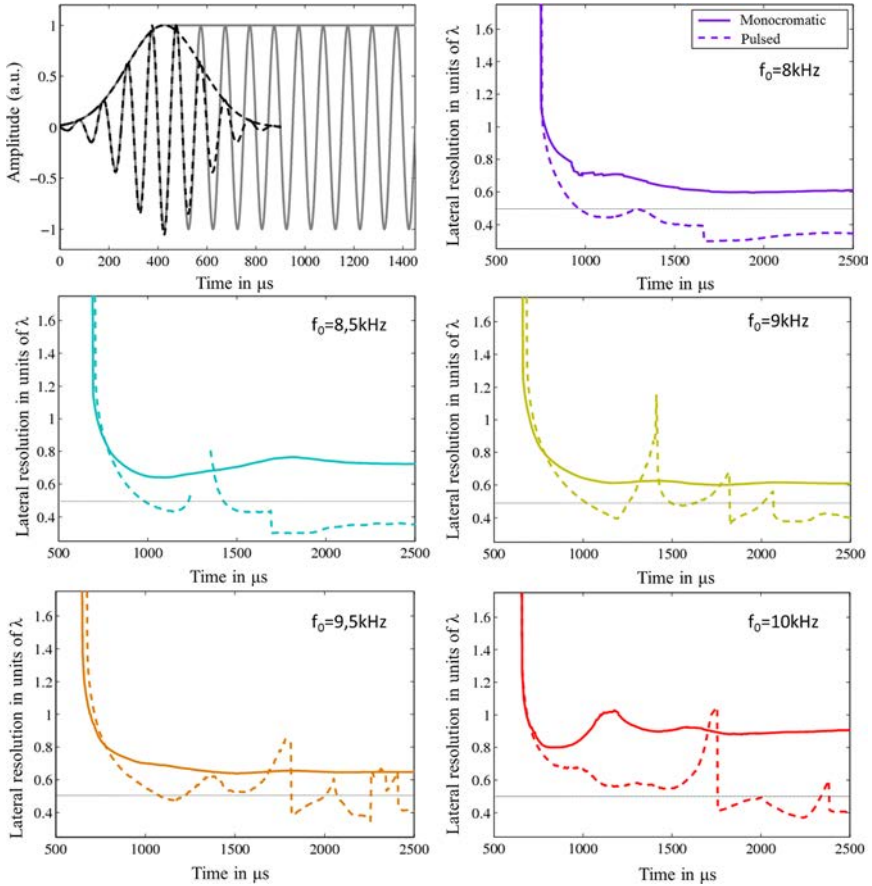 Amplitude (a.u.)
1
0.5
0
−0.5
−1
0 200 400 600 800 1000 1200 1400
Time in µs
Lateral resolution in units of λ
1.6
1.4
1.2
1
0.8
0.6
0.4
500 1000 1500 2000 2500
Time in µs
Monocromatic
Pulsed
f₀=8kHz
Lateral resolution in units of λ
1.6
1.4
1.2
1
0.8
0.6
0.4
500 1000 1500 2000 2500
Time in µs
f₀=8,5kHz
Lateral resolution in units of λ
1.6
1.4
1.2
1
0.8
0.6
0.4
500 1000 1500 2000 2500
Time in µs
f₀=9kHz
Lateral resolution in units of λ
1.6
1.4
1.2
1
0.8
0.6
0.4
500 1000 1500 2000 2500
Time in µs
f₀=9,5kHz
Lateral resolution in units of λ
1.6
1.4
1.2
1
0.8
0.6
0.4
500 1000 1500 2000 2500
Time in µs
f₀=10kHz